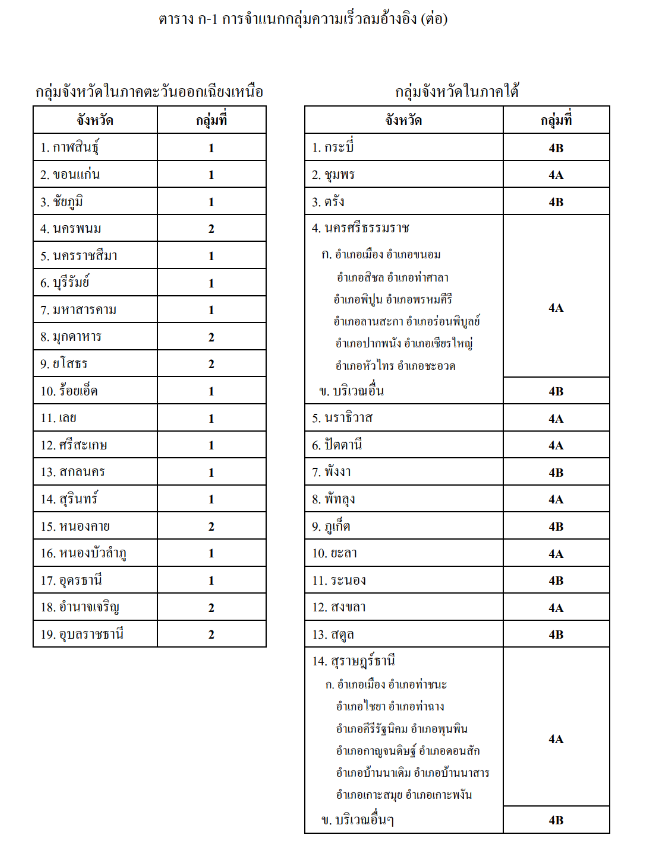 ตาราง ก-1 การจำแนกกลุ่มความเร็วลมอ้างอิง (ต่อ)
กลุ่มจังหวัดในภาคตะวันออกเฉียงเหนือ
จังหวัด กลุ่มที่
1. กาฬสินธุ์ 1
2. ขอนแก่น 1
3. ชัยภูมิ 1
4. นครพนม 2
5. นครราชสีมา 1
6. บุรีรัมย์ 1
7. มหาสารคาม 1
8. มุกดาหาร 2
9. ยโสธร 2
10. ร้อยเอ็ด 1
11. เลย 1
12. ศรีสะเกษ 1
13. สกลนคร 1
14. สุรินทร์ 1
15. หนองคาย 2
16. หนองบัวลำภู 1
17. อุดรธานี 1
18. อำนาจเจริญ 2
19. อุบลราชธานี 2
กลุ่มจังหวัดในภาคใต้
จังหวัด กลุ่มที่
1. กระบี่ 4B
2. ชุมพร 4A
3. ตรัง 4B
4. นครศรีธรรมราช
ก. อำเภอเมือง อำเภอขนอม
อำเภอสิชล อำเภอท่าศาลา
อำเภอพิปูน อำเภอพรหมคีรี
อำเภอลานสะกา อำเภอร่อนพิบูลย์
อำเภอปากพนัง อำเภอเชียรใหญ่
อำเภอหัวไทร อำเภอชะอวด
4A
ข. บริเวณอื่น 4B
5. นราธิวาส 4A
6. ปัตตานี 4A
7. พังงา 4B
8. พัทลุง 4A
9. ภูเก็ต 4B
10. ยะลา 4A
11. ระนอง 4B
12. สงขลา 4A
13. สตูล 4B
14. สุราษฎร์ธานี
ก. อำเภอเมือง อำเภอท่าชนะ
อำเภอไชยา อำเภอท่าฉาง
อำเภอคีรีรัฐนิคม อำเภอพุนพิน
อำเภอกาญจนดิษฐ์ อำเภอดอนสัก
อำเภอบ้านนาเดิม อำเภอบ้านนาสาร
อำเภอเกาะสมุย อำเภอเกาะพงัน
4A
ข. บริเวณอื่นๆ 4B